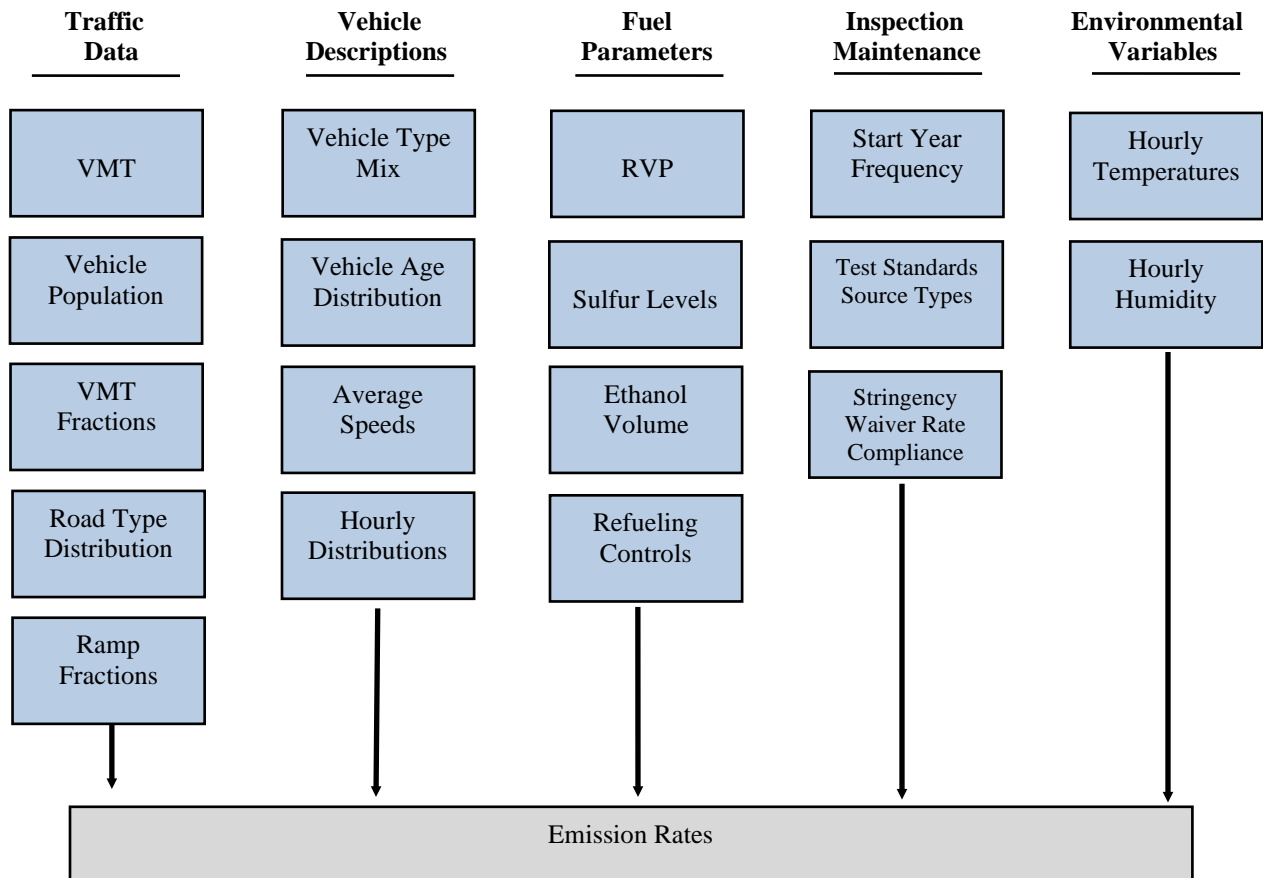 Traffic
Data
Vehicle
Descriptions
Fuel
Parameters
Inspection
Maintenance
Environmental
Variables
VMT
Vehicle
Population
VMT
Fractions
Road Type
Distribution
Ramp
Fractions
Vehicle Type
Mix
Vehicle Age
Distribution
Average
Speeds
Hourly
Distributions
RVP
Sulfur Levels
Ethanol
Volume
Refueling
Controls
Start Year
Frequency
Test Standards
Source Types
Stringency
Waiver Rate
Compliance
Hourly
Temperatures
Hourly
Humidity
Emission Rates